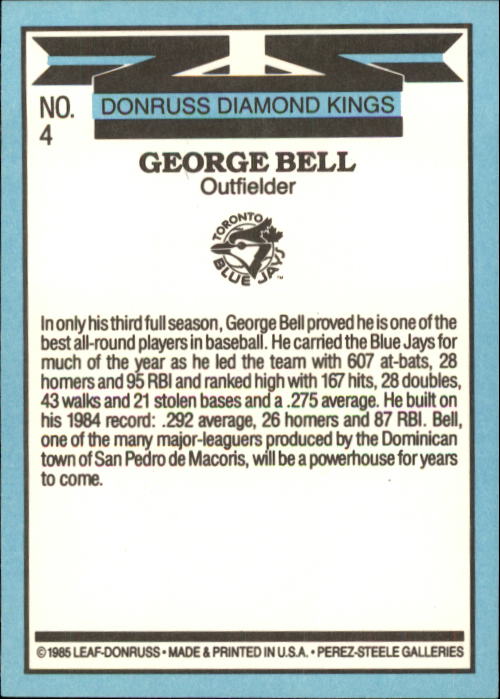 NO.
4
DONRUSS DIAMOND KINGS
GEORGE BELL
Outfielder
TORONTO
BLUE JAYS
In only his third full season, George Bell proved he is one of the
best all-round players in baseball. He carried the Blue Jays for
much of the year as he led the team with 607 at-bats, 28
homers and 95 RBI and ranked high with 167 hits, 28 doubles,
43 walks and 21 stolen bases and a .275 average. He built on
his 1984 record: .292 average, 26 homers and 87 RBI. Bell,
one of the many major-leaguers produced by the Dominican
town of San Pedro de Macoris, will be a powerhouse for years
to come.
© 1985 LEAF-DONRUSS • MADE & PRINTED IN U.S.A. • PEREZ-STEELE GALLERIES